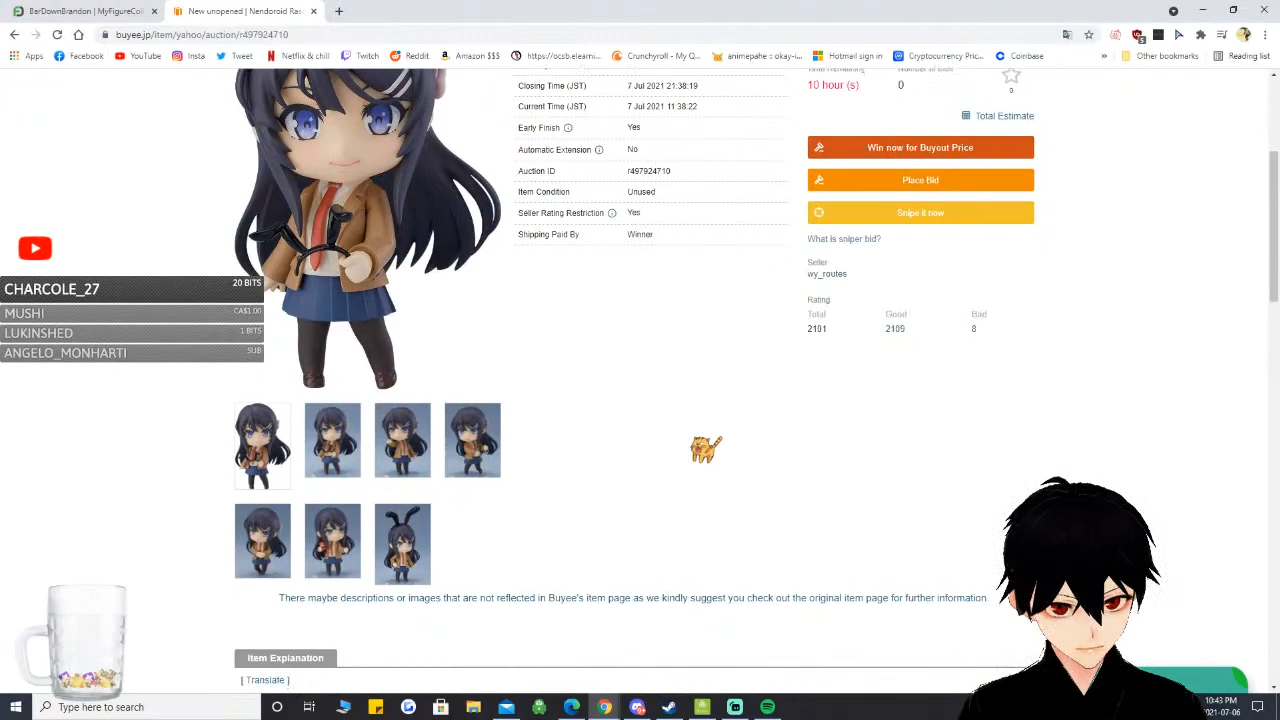 BarDownBrandon - MyFigureColl
New unopened | Nendoroid Ras
buyee.jp/item/yahoo/auction/r497924710
Apps Facebook YouTube Insta Tweet Netflix & chill Twitch Reddit Amazon $$$ https://ocsb.elearni... Crunchyroll - My Q... animepahe :: okay-i... Hotmail sign in Cryptocurrency Pric... Coinbase » Other bookmarks Reading list
10 hour (s) 0
0
Total Estimate
Closing Time (JST) 7 Jul 2021 21:38:19
Current Time (JST) 7 Jul 2021 11:38:22
Early Finish Yes
Automatic Extension No
Auction ID r497924710
Item Condition Unused
Seller Rating Restriction Yes
Shipping Paid By Winner
Win now for Buyout Price
Place Bid
Snipe it now
What is sniper bid?
Seller
wy_routes
Rating
Total Good Bad
2101 2109 8
CHARCOLE_27 20 BITS
MUSHI CA$1.00
LUKINSHED 1 BITS
ANGELO_MONHARTI SUB
There maybe descriptions or images that are not reflected in Buyee's item page as we kindly suggest you check out the original item page for further information.
Item Explanation
[ Translate ]
Type here to search
10:43 PM
2021-07-06